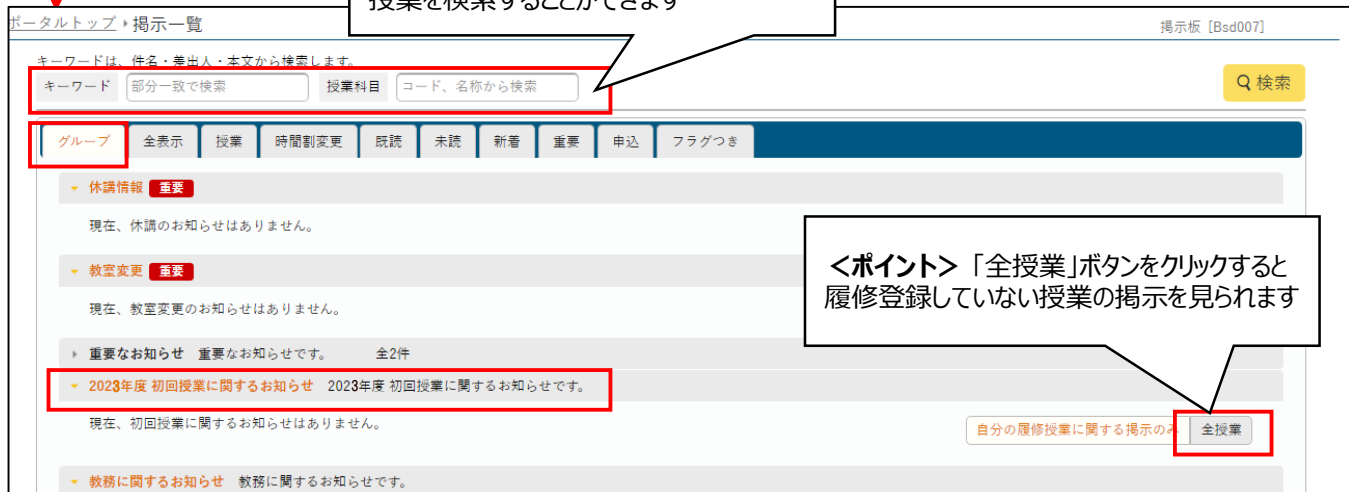 授業を検索することができます
ポータルトップ 掲示一覧
掲示板 [Bsd007]
キーワードは、件名・差出人・本文から検索します。
キーワード 部分一致で検索 授業科目 コード、名称から検索 検索
グループ 全表示 授業 時間割変更 既読 未読 新着 重要 申込 フラグつき
休講情報 重要
現在、休講のお知らせはありません。
教室変更 重要
現在、教室変更のお知らせはありません。
<ポイント>「全授業」ボタンをクリックすると
履修登録していない授業の掲示を見られます
重要なお知らせ 重要なお知らせです。 全2件
2023年度 初回授業に関するお知らせ 2023年度 初回授業に関するお知らせです。
現在、初回授業に関するお知らせはありません。
自分の履修授業に関する掲示のみ 全授業
教務に関するお知らせ 教務に関するお知らせです。